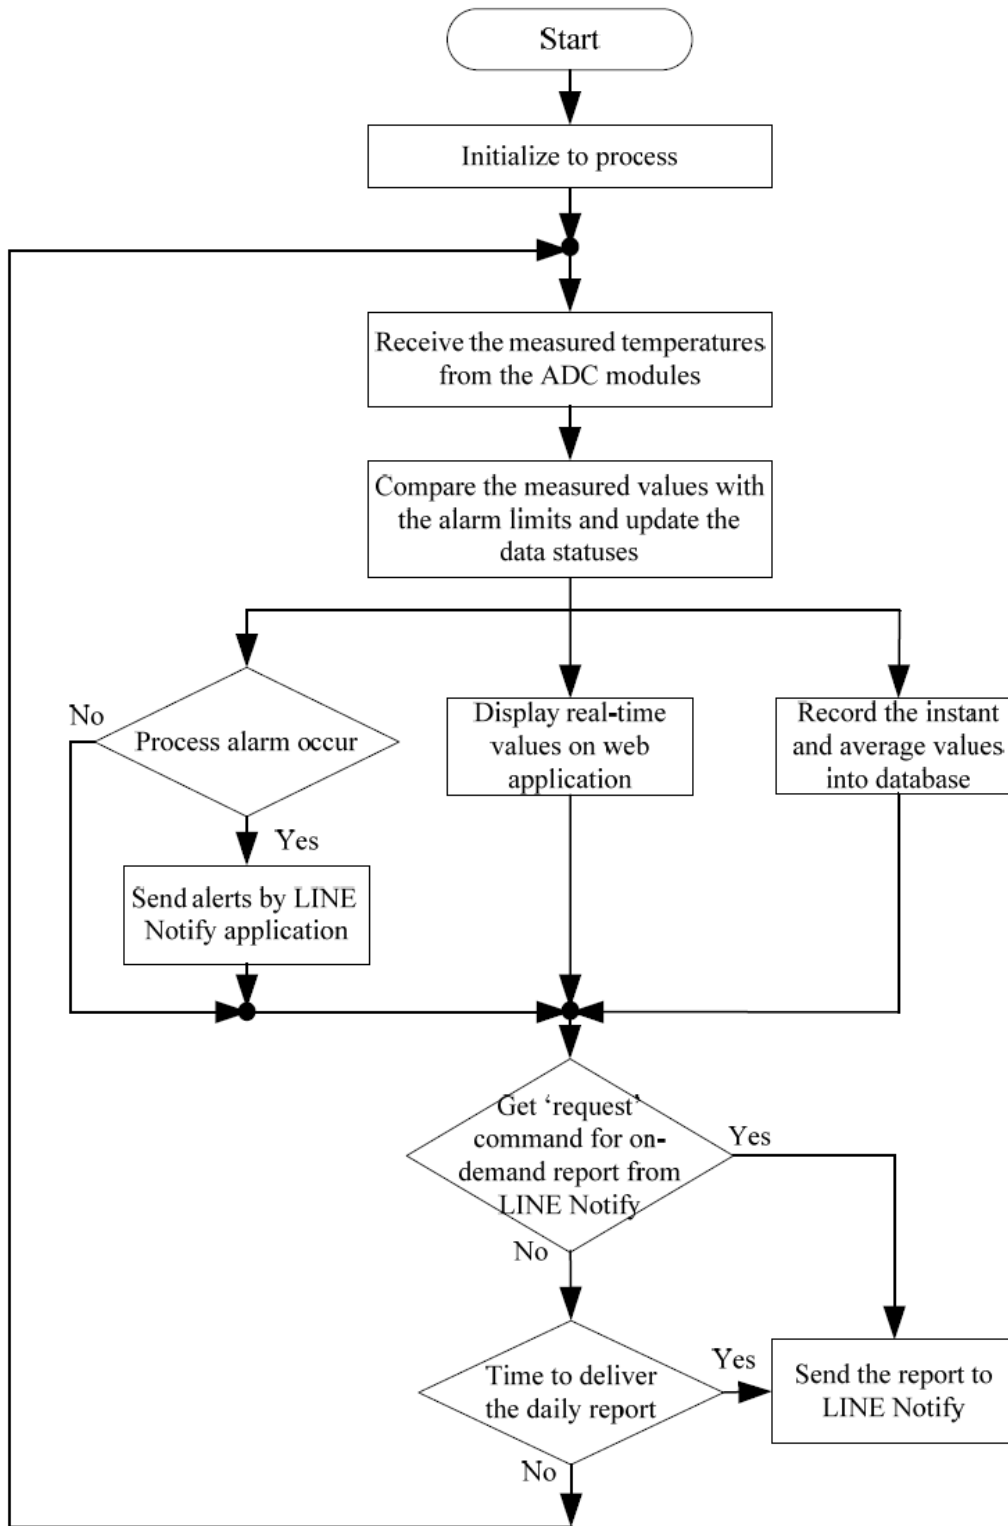 Start
Initialize to process
Receive the measured temperatures
from the ADC modules
Compare the measured values with
the alarm limits and update the
data statuses
No
Process alarm occur
Yes
Send alerts by LINE
Notify application
Display real-time
values on web
application
Record the instant
and average values
into database
Get ‘request’
command for on-
demand report from
LINE Notify
Yes
No
Time to deliver
the daily report
Yes
No
Send the report to
LINE Notify